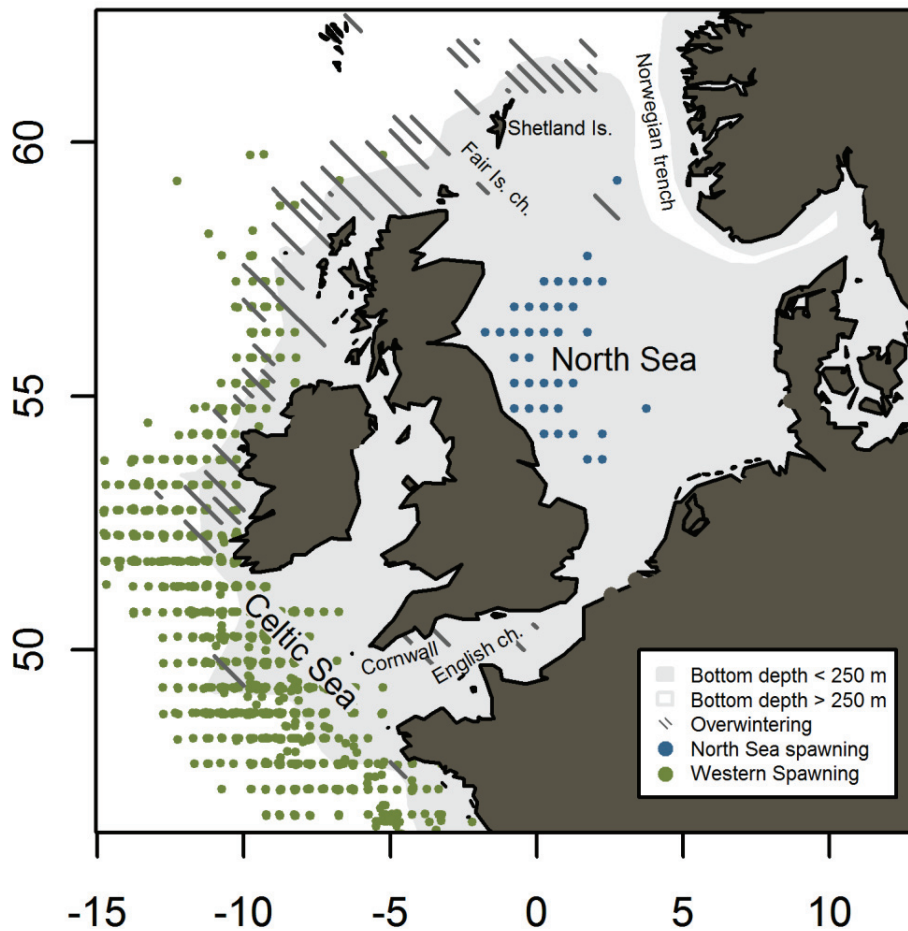 60
55
50
Norwegian trench
Shetland Is.
Fair Is. ch.
North Sea
Celtic Sea
Cornwall
English ch.
Bottom depth < 250 m
Bottom depth > 250 m
Overwintering
North Sea spawning
Western Spawning
-15 -10 -5 0 5 10